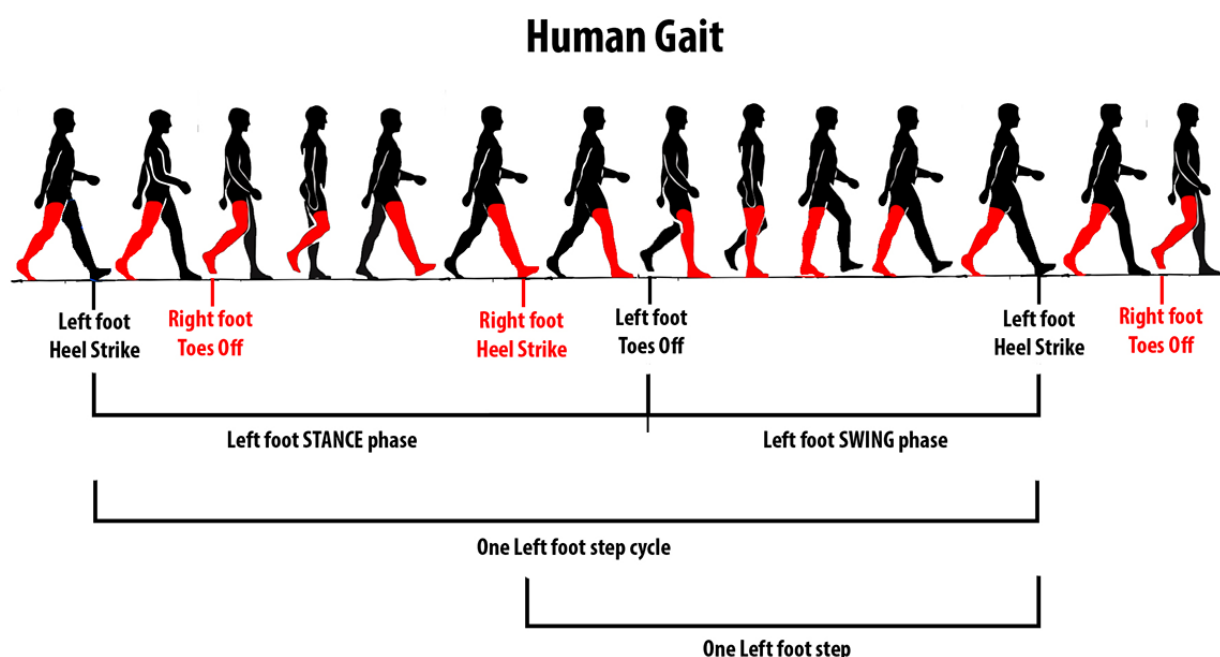 Human Gait
Left foot
Heel Strike
Right foot
Toes Off
Right foot
Heel Strike
Left foot
Toes Off
Left foot
Heel Strike
Right foot
Toes Off
Left foot STANCE phase
Left foot SWING phase
One Left foot step cycle
One Left foot step